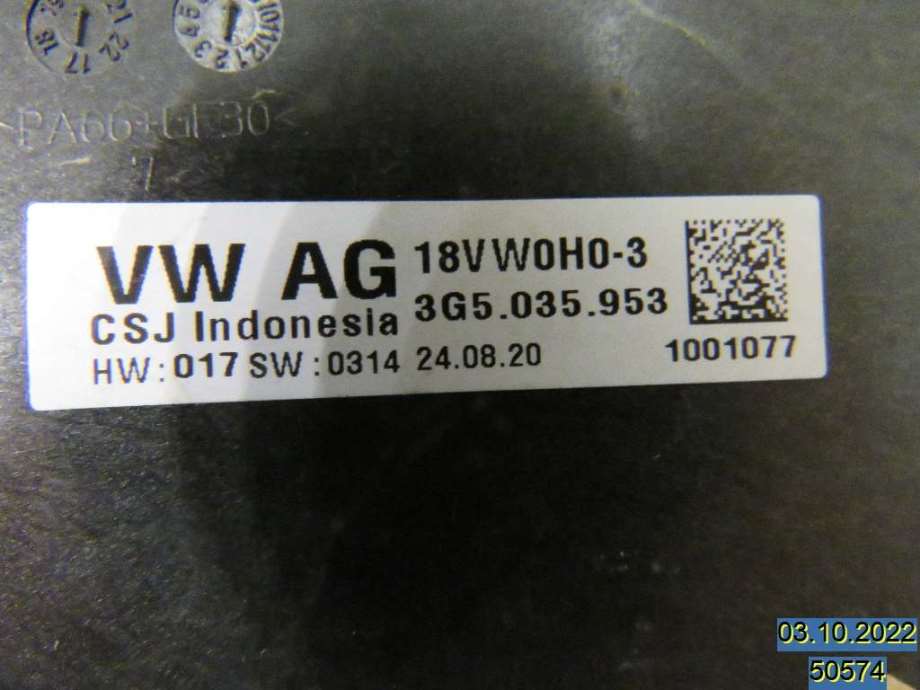 >PA66+GF30<
7
VW AG 18VW0H0-3
CSJ Indonesia 3G5.035.953
HW:017 SW:0314 24.08.20 1001077
03.10.2022
50574